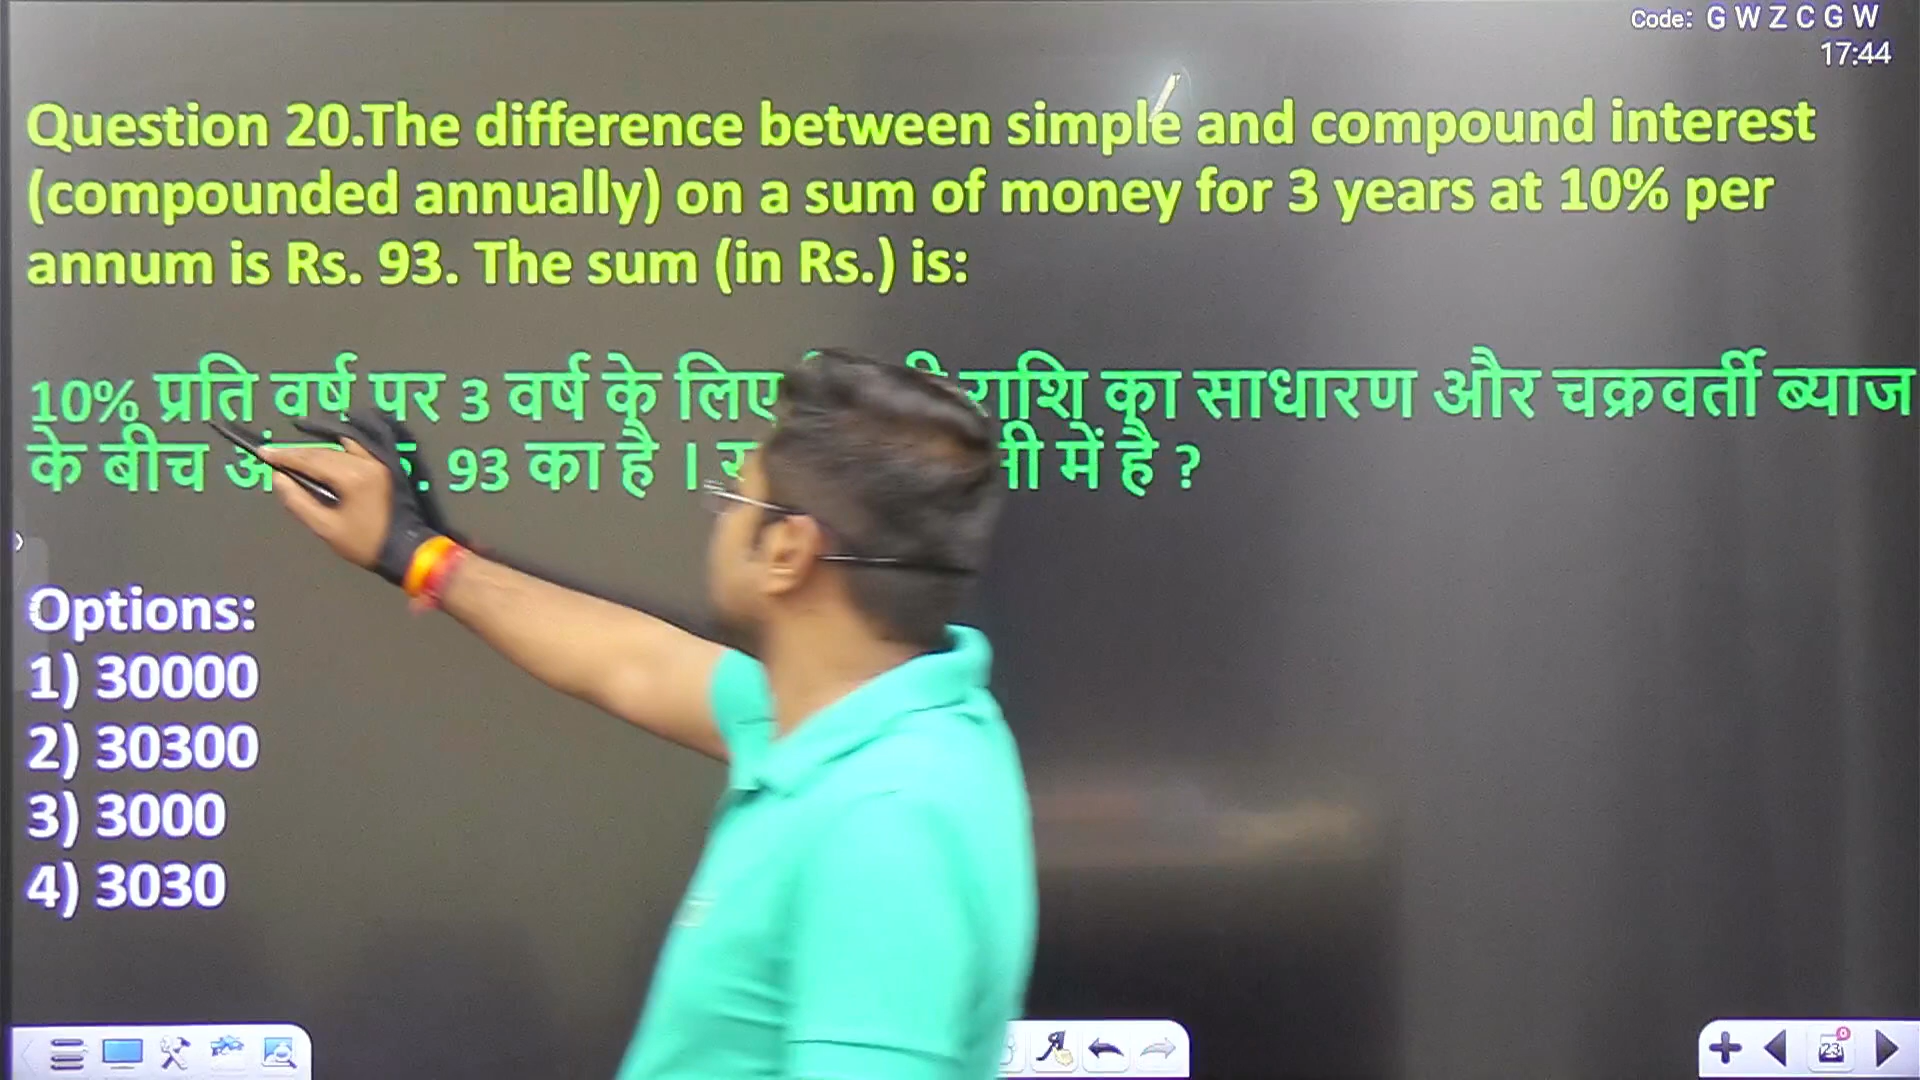 Code: G W Z C G W
17:44
Question 20.The difference between simple and compound interest
(compounded annually) on a sum of money for 3 years at 10% per
annum is Rs. 93. The sum (in Rs.) is:
10% प्रति वर्ष पर 3 वर्ष के लिए राशि का साधारण और चक्रवर्ती ब्याज
के बीच . 93 का है । में है ?
Options:
1) 30000
2) 30300
3) 3000
4) 3030
23
0